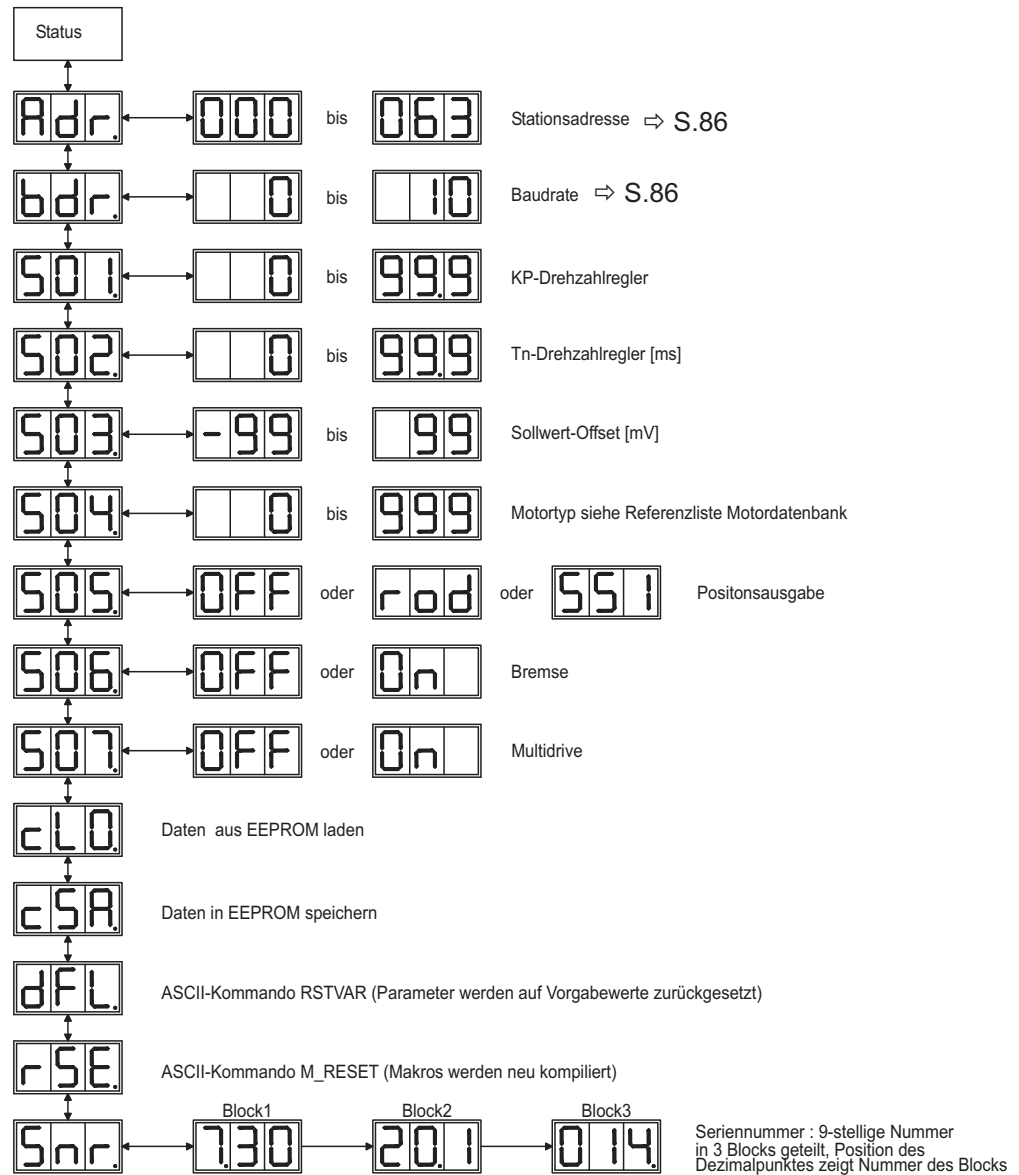 Status
Adr. 000 bis 063 Stationsadresse ⇨ S.86
bdr. 0 bis 10 Baudrate ⇨ S.86
S01. 0 bis 99.9 KP-Drehzahlregler
S02. 0 bis 99.9 Tn-Drehzahlregler [ms]
S03. -99 bis 99 Sollwert-Offset [mV]
S04. 0 bis 999 Motortyp siehe Referenzliste Motordatenbank
S05. OFF oder rod oder SSI Positonsausgabe
S06. OFF oder On Bremse
S07. OFF oder On Multidrive
cLO. Daten aus EEPROM laden
cSA. Daten in EEPROM speichern
dFL. ASCII-Kommando RSTVAR (Parameter werden auf Vorgabewerte zurückgesetzt)
rSE. ASCII-Kommando M_RESET (Makros werden neu kompiliert)
Block1 Block2 Block3
Snr. 7.30 20.1 014. Seriennummer : 9-stellige Nummer
in 3 Blocks geteilt, Position des
Dezimalpunktes zeigt Nummer des Blocks